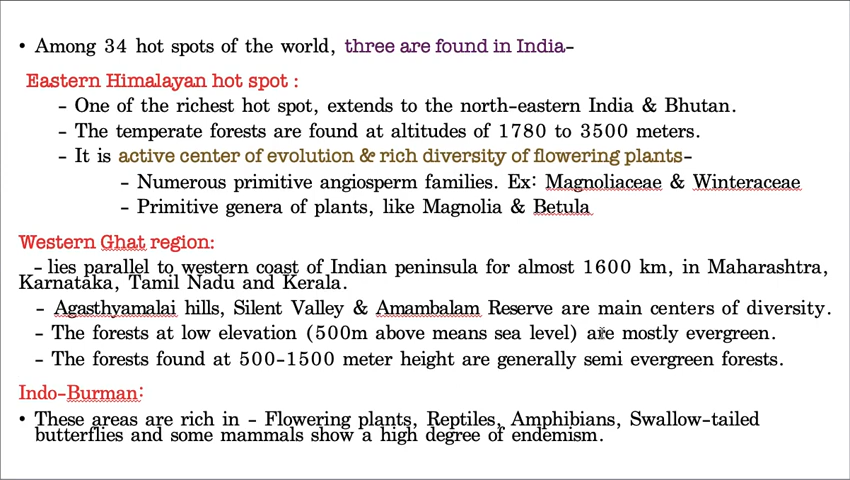 • Among 34 hot spots of the world, three are found in India-
Eastern Himalayan hot spot :
- One of the richest hot spot, extends to the north-eastern India & Bhutan.
- The temperate forests are found at altitudes of 1780 to 3500 meters.
- It is active center of evolution & rich diversity of flowering plants-
- Numerous primitive angiosperm families. Ex: Magnoliaceae & Winteraceae
- Primitive genera of plants, like Magnolia & Betula
Western Ghat region:
- lies parallel to western coast of Indian peninsula for almost 1600 km, in Maharashtra,
Karnataka, Tamil Nadu and Kerala.
- Agasthyamalai hills, Silent Valley & Amambalam Reserve are main centers of diversity.
- The forests at low elevation (500m above means sea level) are mostly evergreen.
- The forests found at 500-1500 meter height are generally semi evergreen forests.
Indo-Burman:
• These areas are rich in - Flowering plants, Reptiles, Amphibians, Swallow-tailed
butterflies and some mammals show a high degree of endemism.